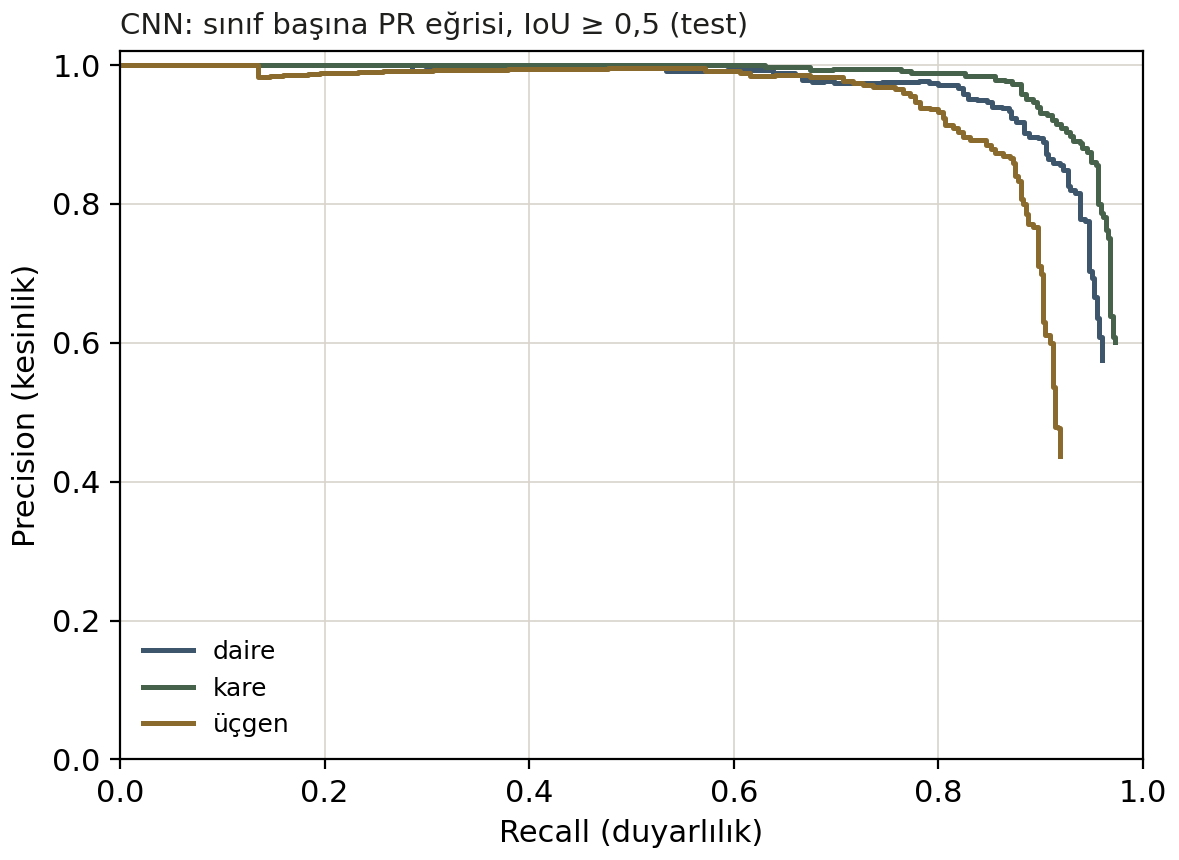 CNN: sınıf başına PR eğrisi, IoU ≥ 0,5 (test)
Precision (kesinlik)
1.0
0.8
0.6
0.4
0.2
0.0
daire
kare
üçgen
0.0 0.2 0.4 0.6 0.8 1.0
Recall (duyarlılık)